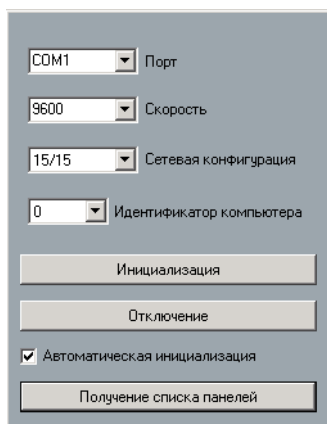 COM1 Порт
9600 Скорость
15/15 Сетевая конфигурация
0 Идентификатор компьютера
Инициализация
Отключение
Автоматическая инициализация
Получение списка панелей